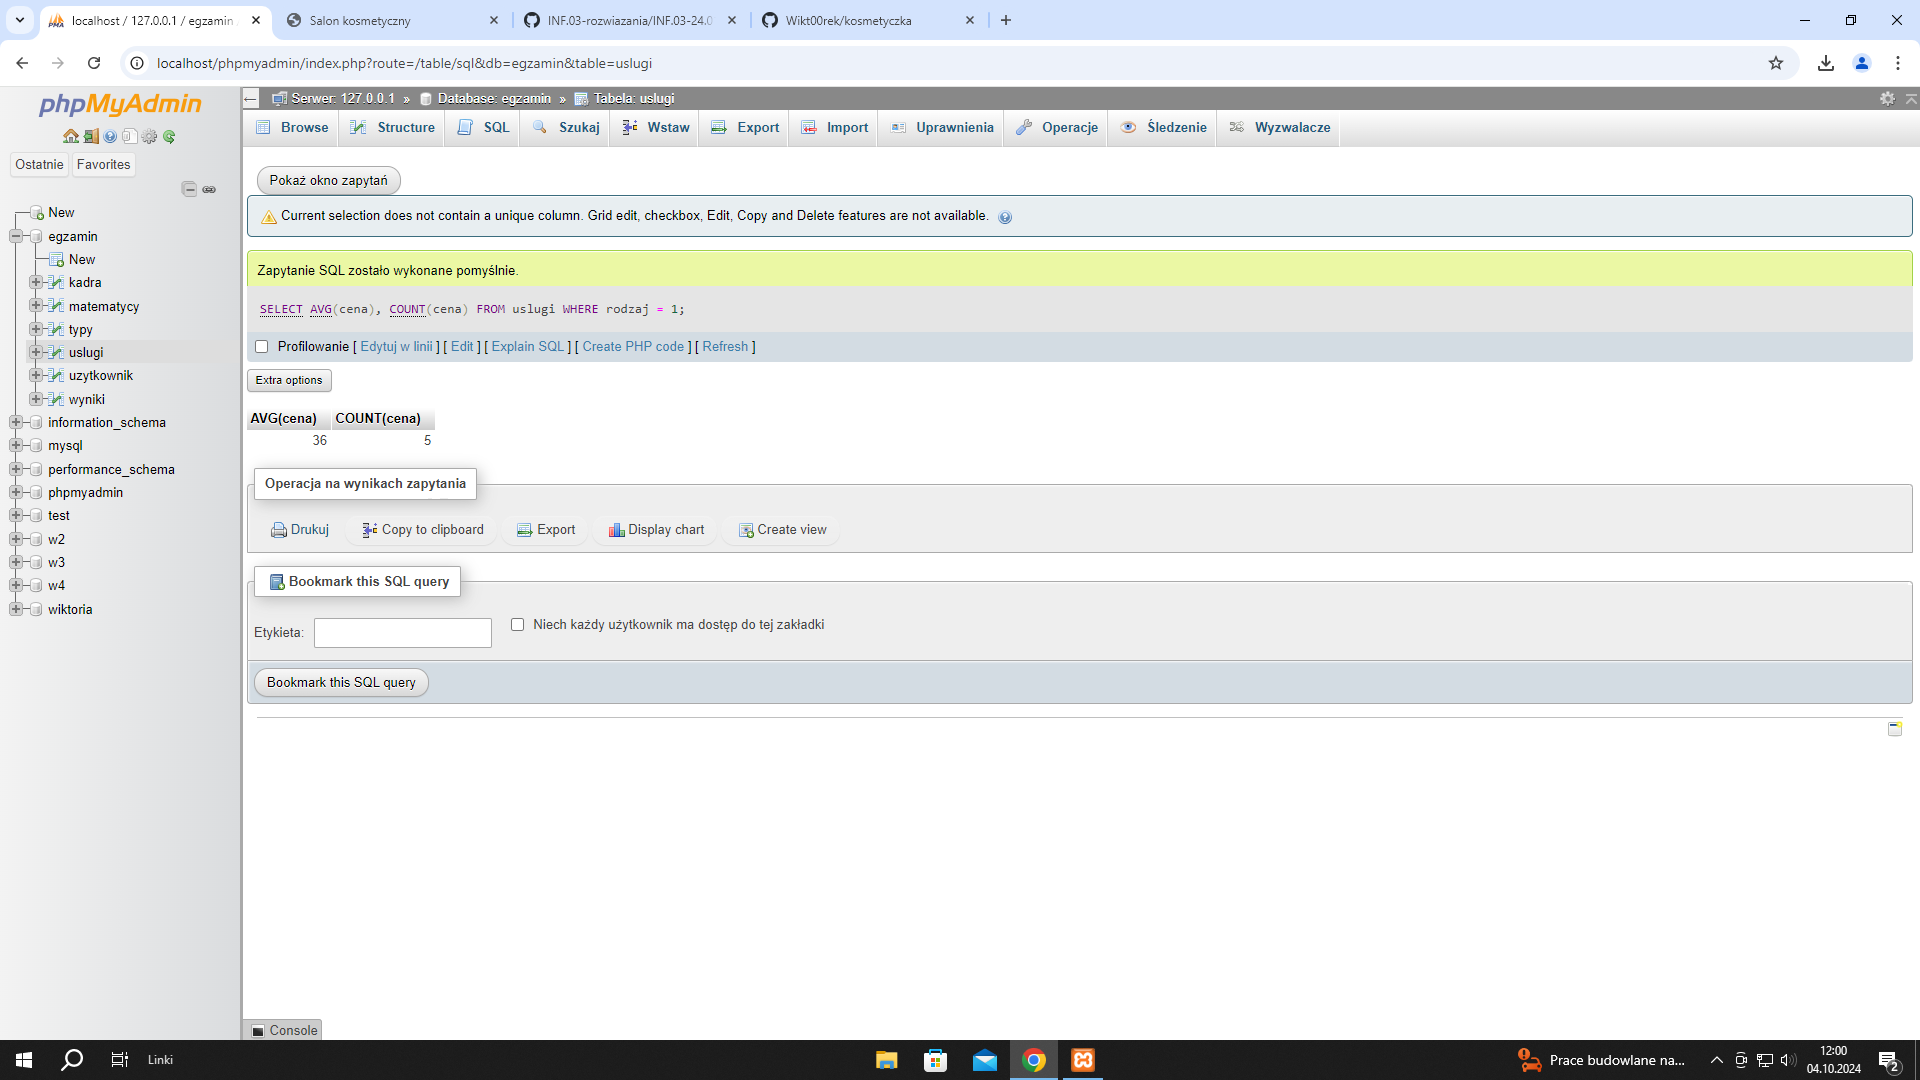 localhost / 127.0.0.1 / egzamin
Salon kosmetyczny
INF.03-rozwiazania/INF.03-24.0
Wikt00rek/kosmetyczka
localhost/phpmyadmin/index.php?route=/table/sql&db=egzamin&table=uslugi
phpMyAdmin
Ostatnie
Favorites
New
egzamin
New
kadra
matematycy
typy
uslugi
uzytkownik
wyniki
information_schema
mysql
performance_schema
phpmyadmin
test
w2
w3
w4
wiktoria
Serwer: 127.0.0.1 » Database: egzamin » Tabela: uslugi
Browse Structure SQL Szukaj Wstaw Export Import Uprawnienia Operacje Śledzenie Wyzwalacze
Pokaż okno zapytań
Current selection does not contain a unique column. Grid edit, checkbox, Edit, Copy and Delete features are not available.
Zapytanie SQL zostało wykonane pomyślnie.
SELECT AVG(cena), COUNT(cena) FROM uslugi WHERE rodzaj = 1;
Profilowanie [ Edytuj w linii ] [ Edit ] [ Explain SQL ] [ Create PHP code ] [ Refresh ]
Extra options
AVG(cena) COUNT(cena)
36 5
Operacja na wynikach zapytania
Drukuj Copy to clipboard Export Display chart Create view
Bookmark this SQL query
Etykieta: Niech każdy użytkownik ma dostęp do tej zakładki
Bookmark this SQL query
Console
Linki
Prace budowlane na...
12:00
04.10.2024
2